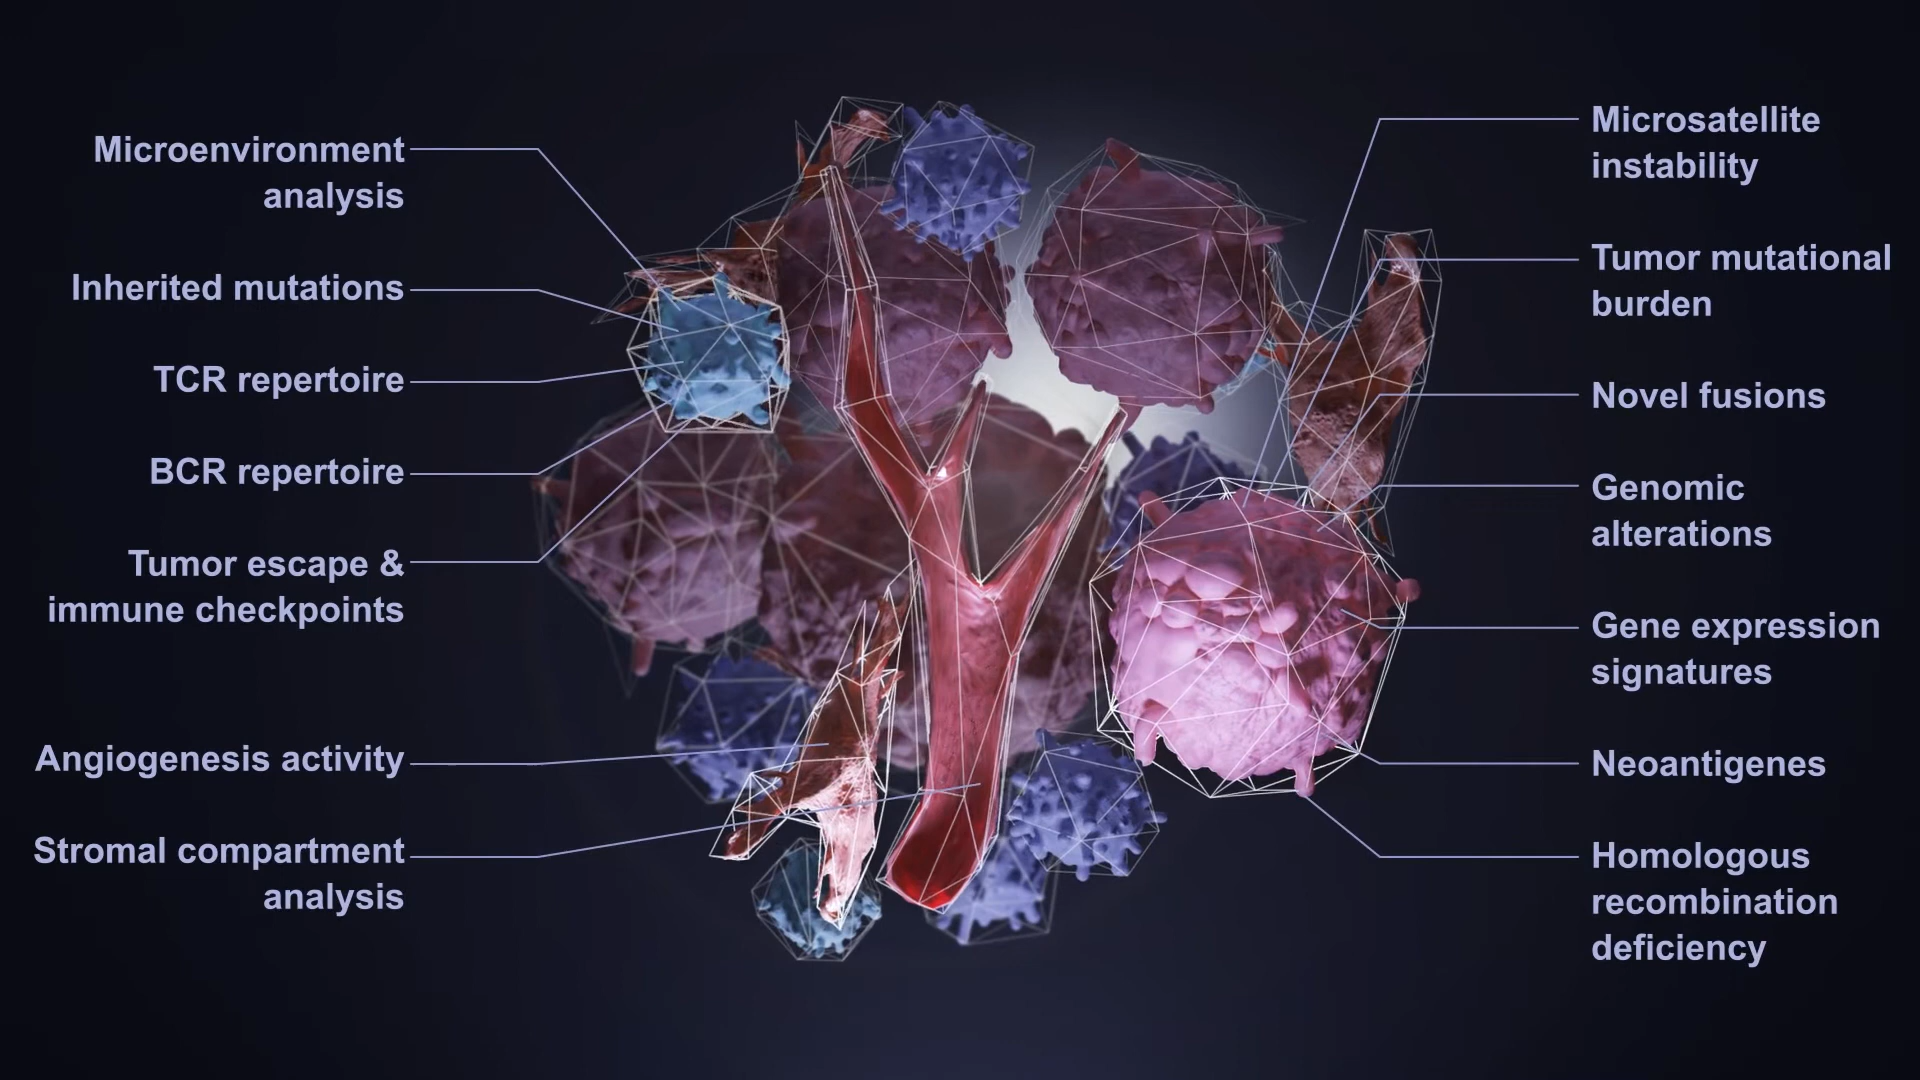 Microenvironment
analysis
Inherited mutations
TCR repertoire
BCR repertoire
Tumor escape &
immune checkpoints
Angiogenesis activity
Stromal compartment
analysis
Microsatellite
instability
Tumor mutational
burden
Novel fusions
Genomic
alterations
Gene expression
signatures
Neoantigenes
Homologous
recombination
deficiency